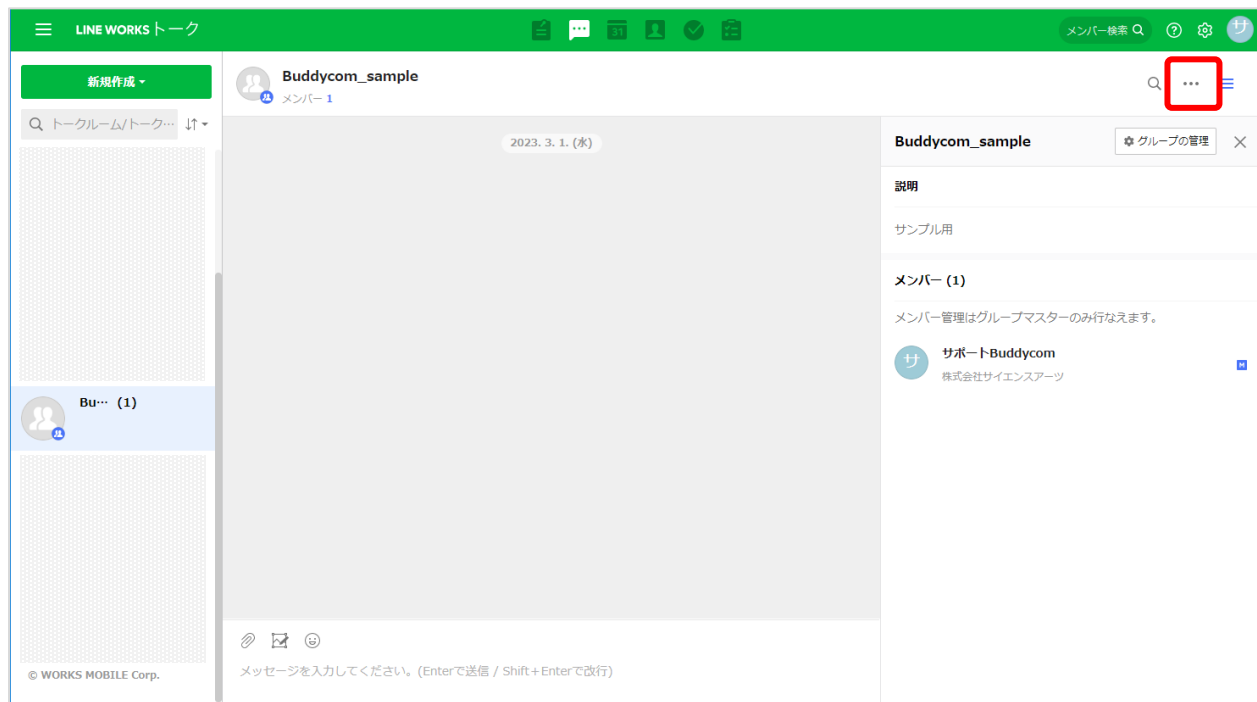 LINE WORKS トーク
31
メンバー検索
サ
新規作成
トークルーム/トーク…
Bu… (1)
© WORKS MOBILE Corp.
Buddycom_sample
メンバー 1
2023. 3. 1. (水)
メッセージを入力してください。(Enterで送信 / Shift+Enterで改行)
Buddycom_sample
グループの管理
説明
サンプル用
メンバー (1)
メンバー管理はグループマスターのみ行なえます。
サ
サポートBuddycom
株式会社サイエンスアーツ
M